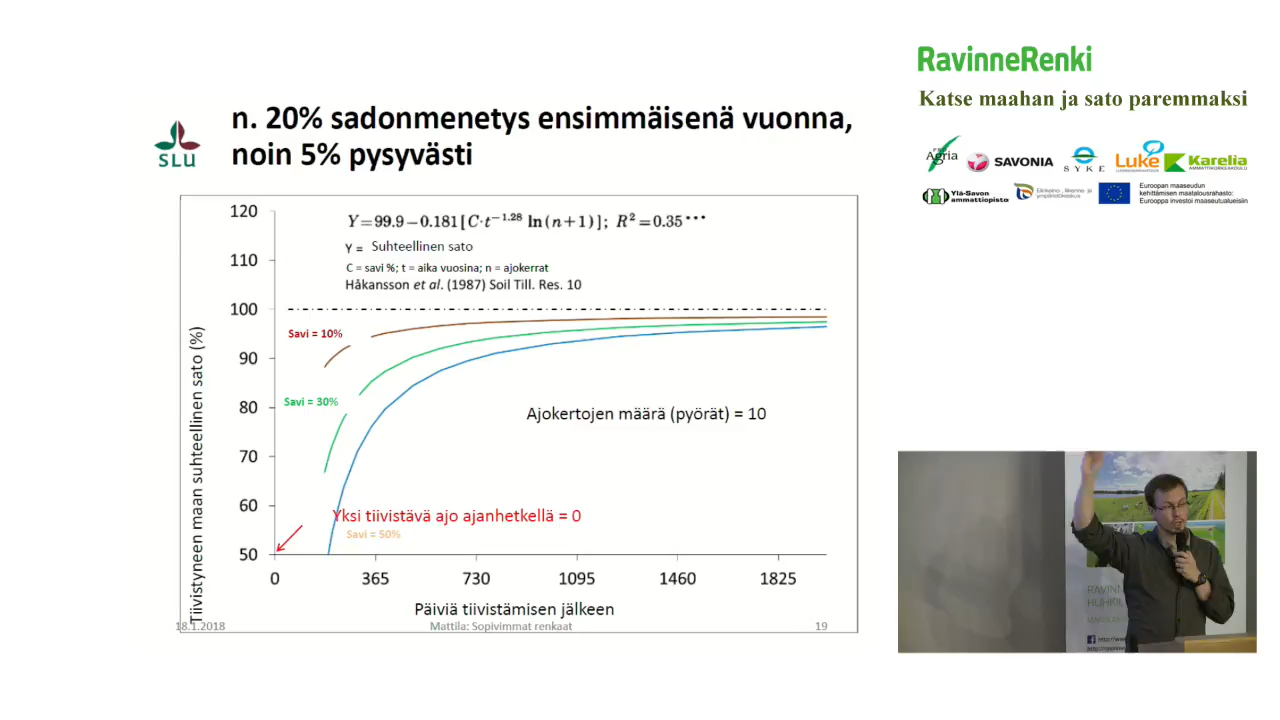 RavinneRenki
Katse maahan ja sato paremmaksi
SLU
n. 20% sadonmenetys ensimmäisenä vuonna,
noin 5% pysyvästi
Agria
SAVONIA
SYKE
Luke
Karelia
AMMATTIKORKEAKOULU
Ylä-Savon
ammattiopisto
Elinkeino-, liikenne- ja
ympäristökeskus
Euroopan maaseudun
kehittämisen maatalousrahasto:
Eurooppa investoi maaseutualueisiin
Tiivistyneen maan suhteellinen sato (%)
120
110
100
90
80
70
60
50
Y=99.9−0.181[C·t^−1.28 ln(n+1)]; R²=0.35***
Y = Suhteellinen sato
C = savi %; t = aika vuosina; n = ajokerrat
Håkansson et al. (1987) Soil Till. Res. 10
Savi = 10%
Savi = 30%
Ajokertojen määrä (pyörät) = 10
Yksi tiivistävä ajo ajanhetkellä = 0
Savi = 50%
0 365 730 1095 1460 1825
Päiviä tiivistämisen jälkeen
18.1.2018 Mattila: Sopivimmat renkaat 19